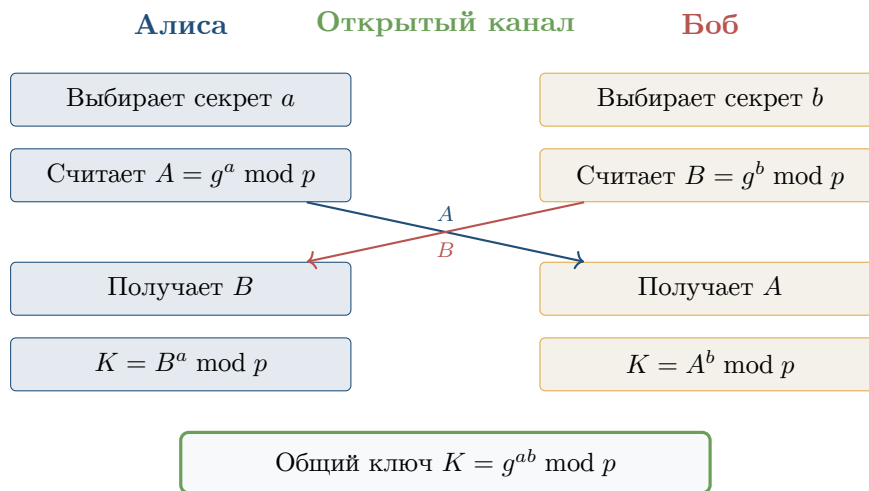 Алиса
Открытый канал
Боб
Выбирает секрет a
Выбирает секрет b
Считает A = g^a mod p
Считает B = g^b mod p
A
B
Получает B
Получает A
K = B^a mod p
K = A^b mod p
Общий ключ K = g^{ab} mod p